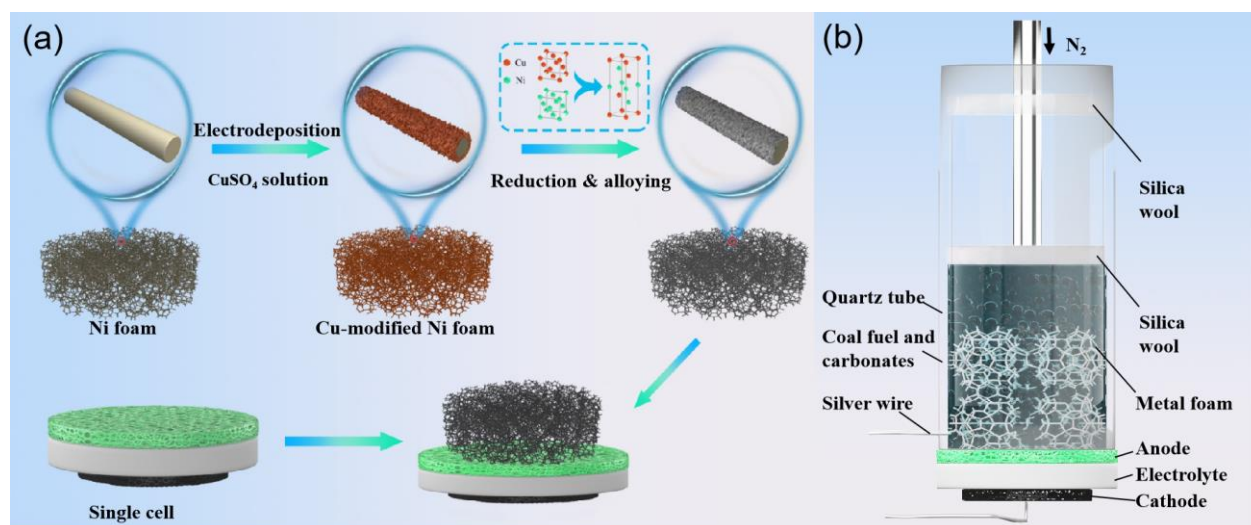 (a)
Cu
Ni
Electrodeposition
CuSO₄ solution
Reduction & alloying
Ni foam
Cu-modified Ni foam
Single cell
(b)
N₂
Silica
wool
Quartz tube
Silica
wool
Coal fuel and
carbonates
Metal foam
Silver wire
Anode
Electrolyte
Cathode